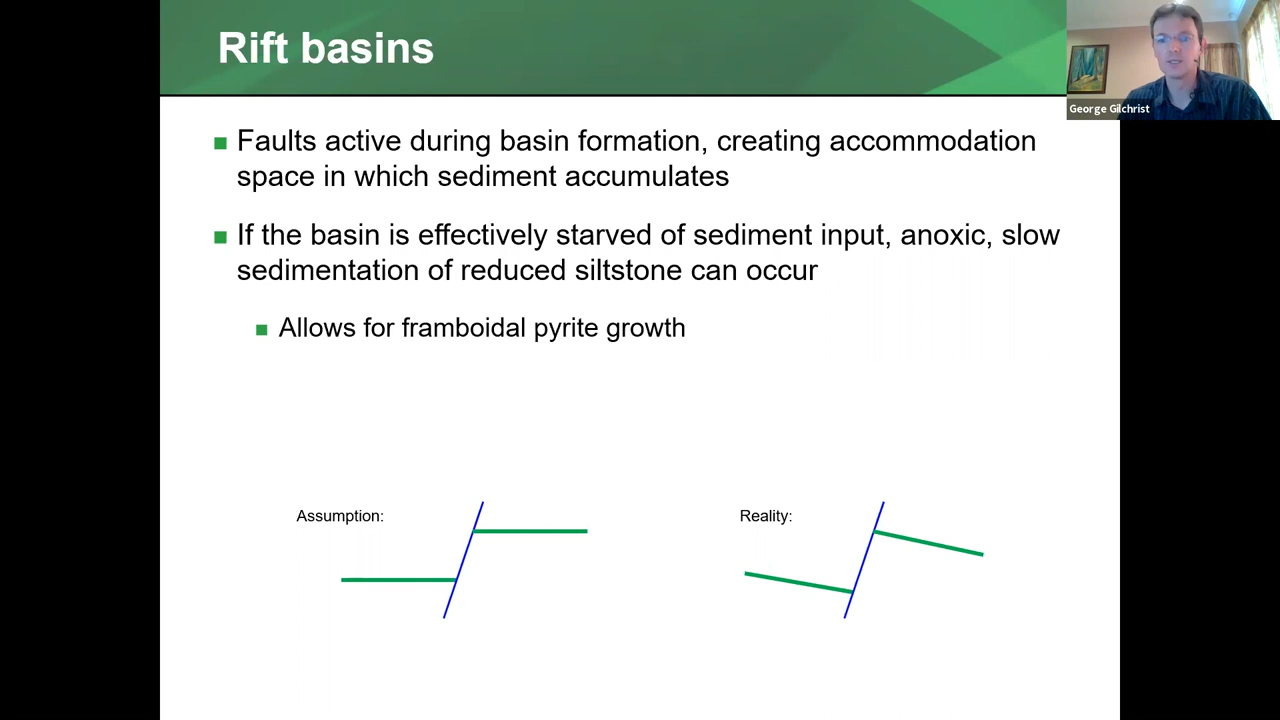 Rift basins
George Gilchrist
Faults active during basin formation, creating accommodation
space in which sediment accumulates
If the basin is effectively starved of sediment input, anoxic, slow
sedimentation of reduced siltstone can occur
Allows for framboidal pyrite growth
Assumption:
Reality: